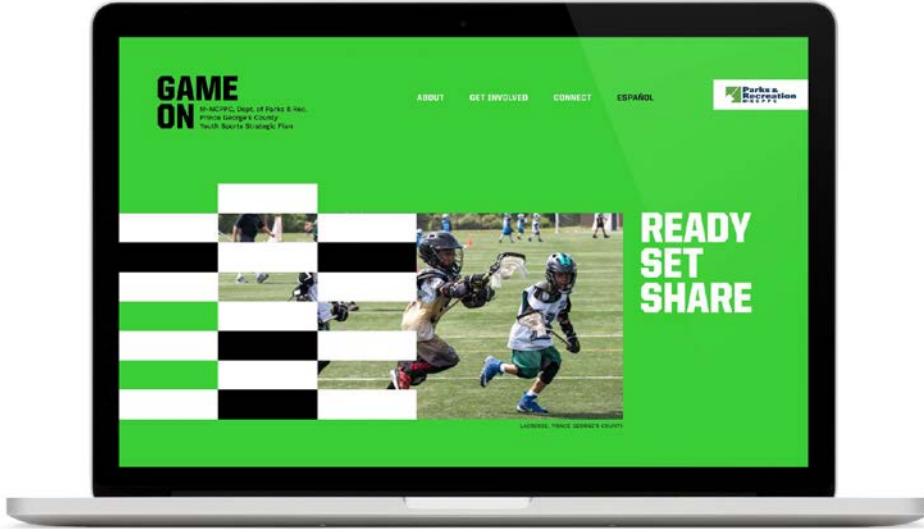 GAME
ON
M-NCPPC, Dept. of Parks & Rec.
Prince George's County
Youth Sports Strategic Plan
ABOUT
GET INVOLVED
CONNECT
ESPAÑOL
Parks &
Recreation
M-NCPPC
READY
SET
SHARE
LACROSSE, PRINCE GEORGE'S COUNTY